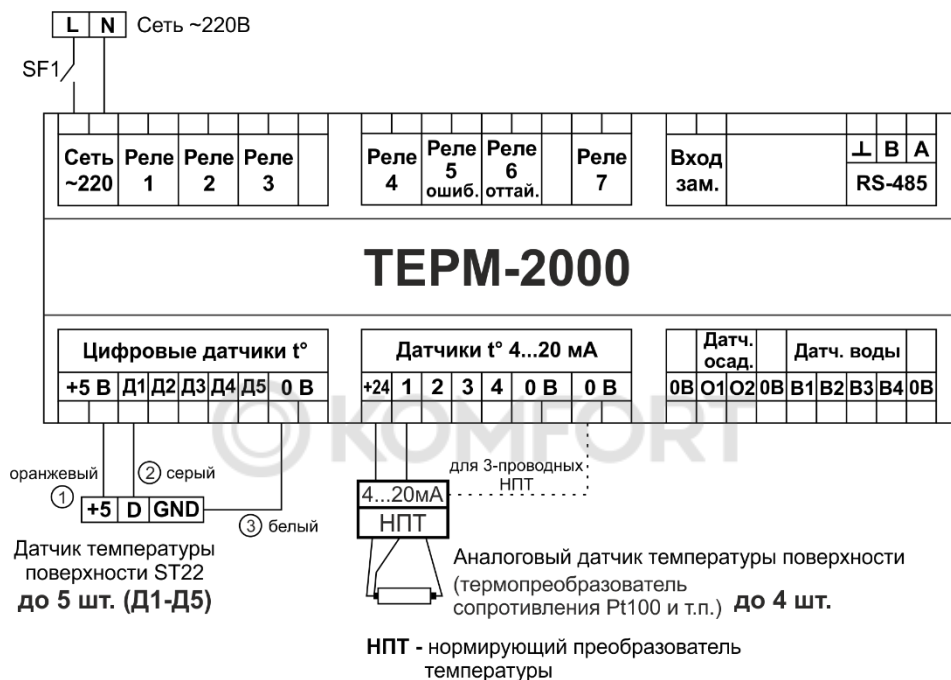 L N Сеть ~220В
SF1
Сеть ~220
Реле 1
Реле 2
Реле 3
Реле 4
Реле 5 ошиб.
Реле 6 оттай.
Реле 7
Вход зам.
⊥ B A
RS-485
ТЕРМ-2000
Цифровые датчики t°
+5 В Д1 Д2 Д3 Д4 Д5 0 В
Датчики t° 4...20 мА
+24 1 2 3 4 0 В 0 В
Датч. осад.
Датч. воды
0В О1 О2 0В В1 В2 В3 В4 0В
KOMFORT
оранжевый
1
2 серый
+5 D GND
3 белый
для 3-проводных
НПТ
4...20мА
НПТ
Датчик температуры
поверхности ST22
до 5 шт. (Д1-Д5)
Аналоговый датчик температуры поверхности
(термопреобразователь
сопротивления Pt100 и т.п.) до 4 шт.
НПТ - нормирующий преобразователь
температуры